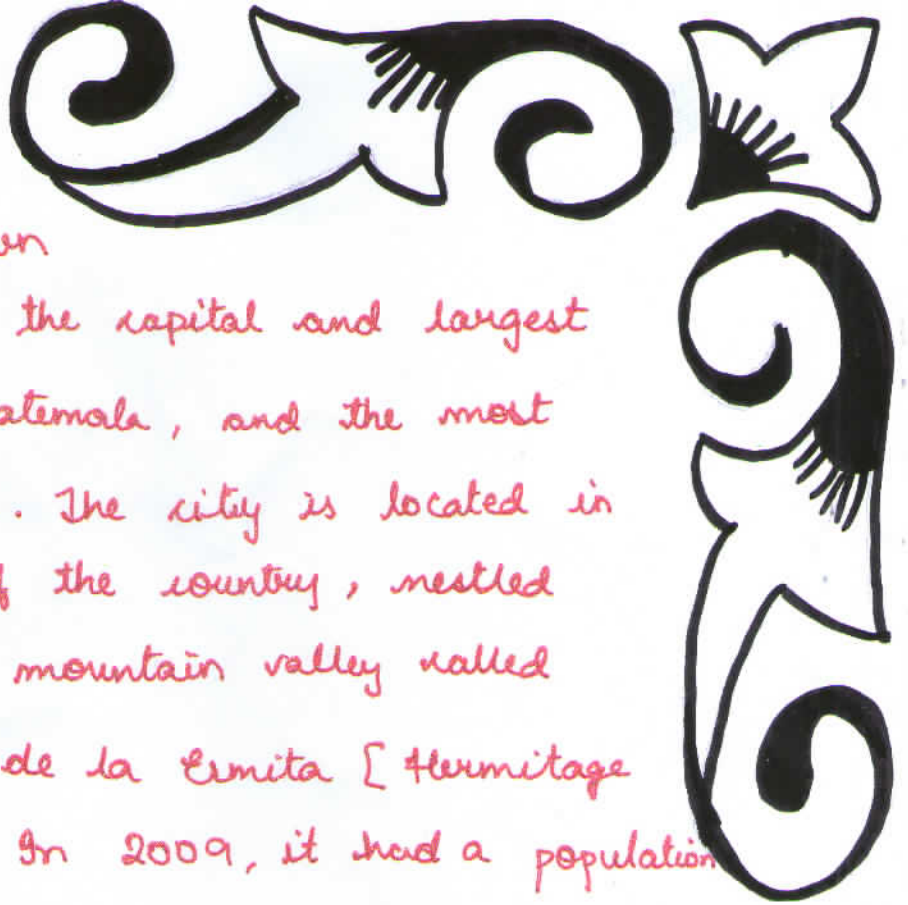 en
the capital and largest
atemala, and the most
. The city is located in
f the country, nestled
mountain valley called
de la Ermita [Hermitage
In 2009, it had a population